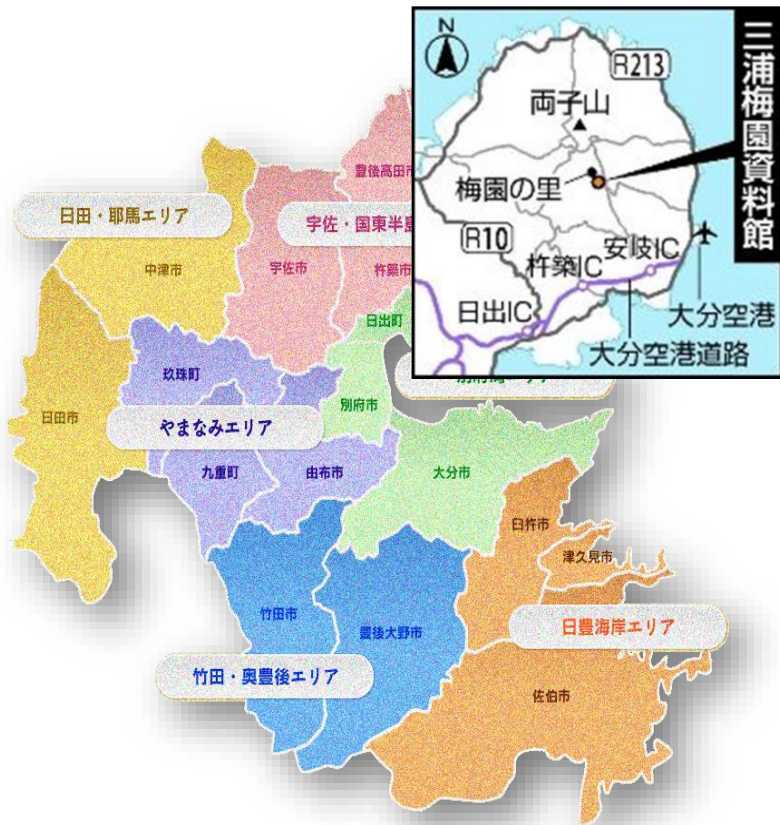 N
R213
三浦梅園資料館
両子山
梅園の里
R10
安岐IC
杵築IC
日出IC
大分空港
大分空港道路
豊後高田市
日田・耶馬エリア
宇佐・国東半島
中津市
宇佐市
杵築市
日出町
玖珠町
別府市
日田市
やまなみエリア
九重町
由布市
大分市
臼杵市
津久見市
竹田市
豊後大野市
日豊海岸エリア
竹田・奥豊後エリア
佐伯市